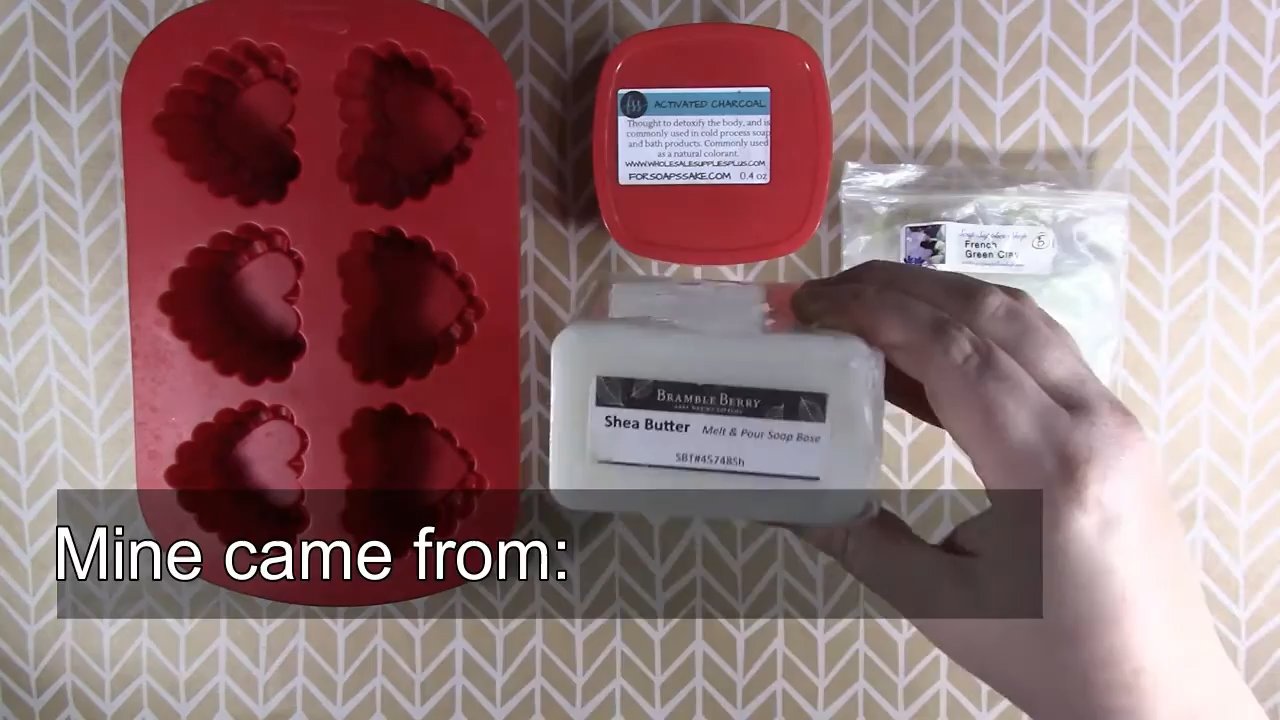 fss ACTIVATED CHARCOAL
Thought to detoxify the body, and is
commonly used in cold process soap
and bath products. Commonly used
as a natural colorant.
WWW.WHOLESALESUPPLIESPLUS.COM
FORSOAPSSAKE.COM 0.4 oz
French
Green Clay
5
BRAMBLE BERRY
Shea Butter Melt & Pour Soap Base
Mine came from: